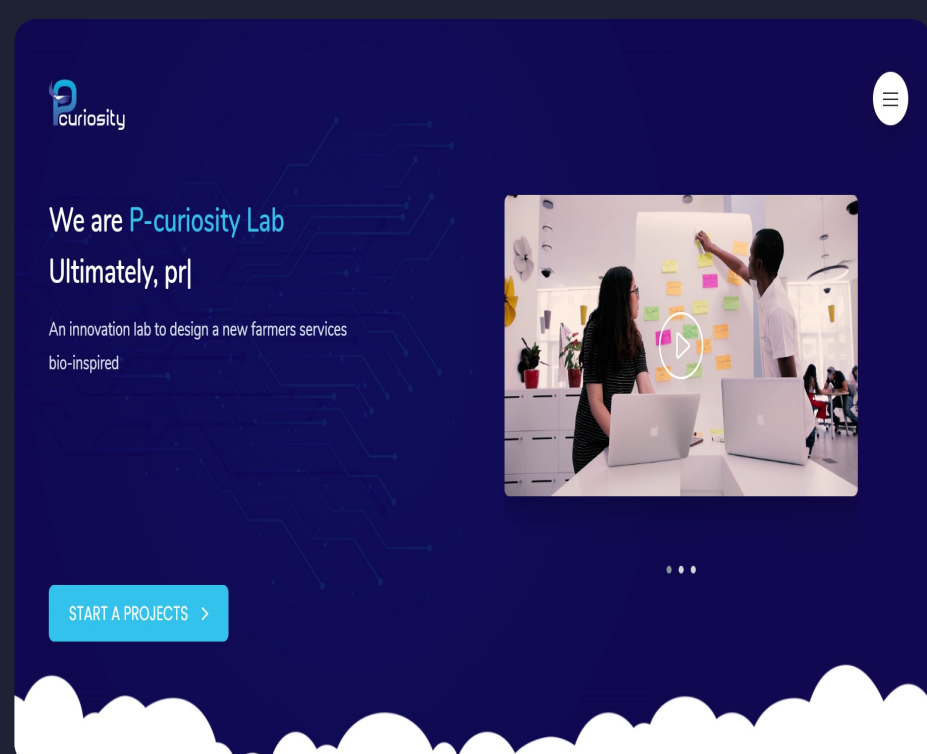 Pcuriosity
We are P-curiosity Lab
Ultimately, pr|
An innovation lab to design a new farmers services
bio-inspired
START A PROJECTS